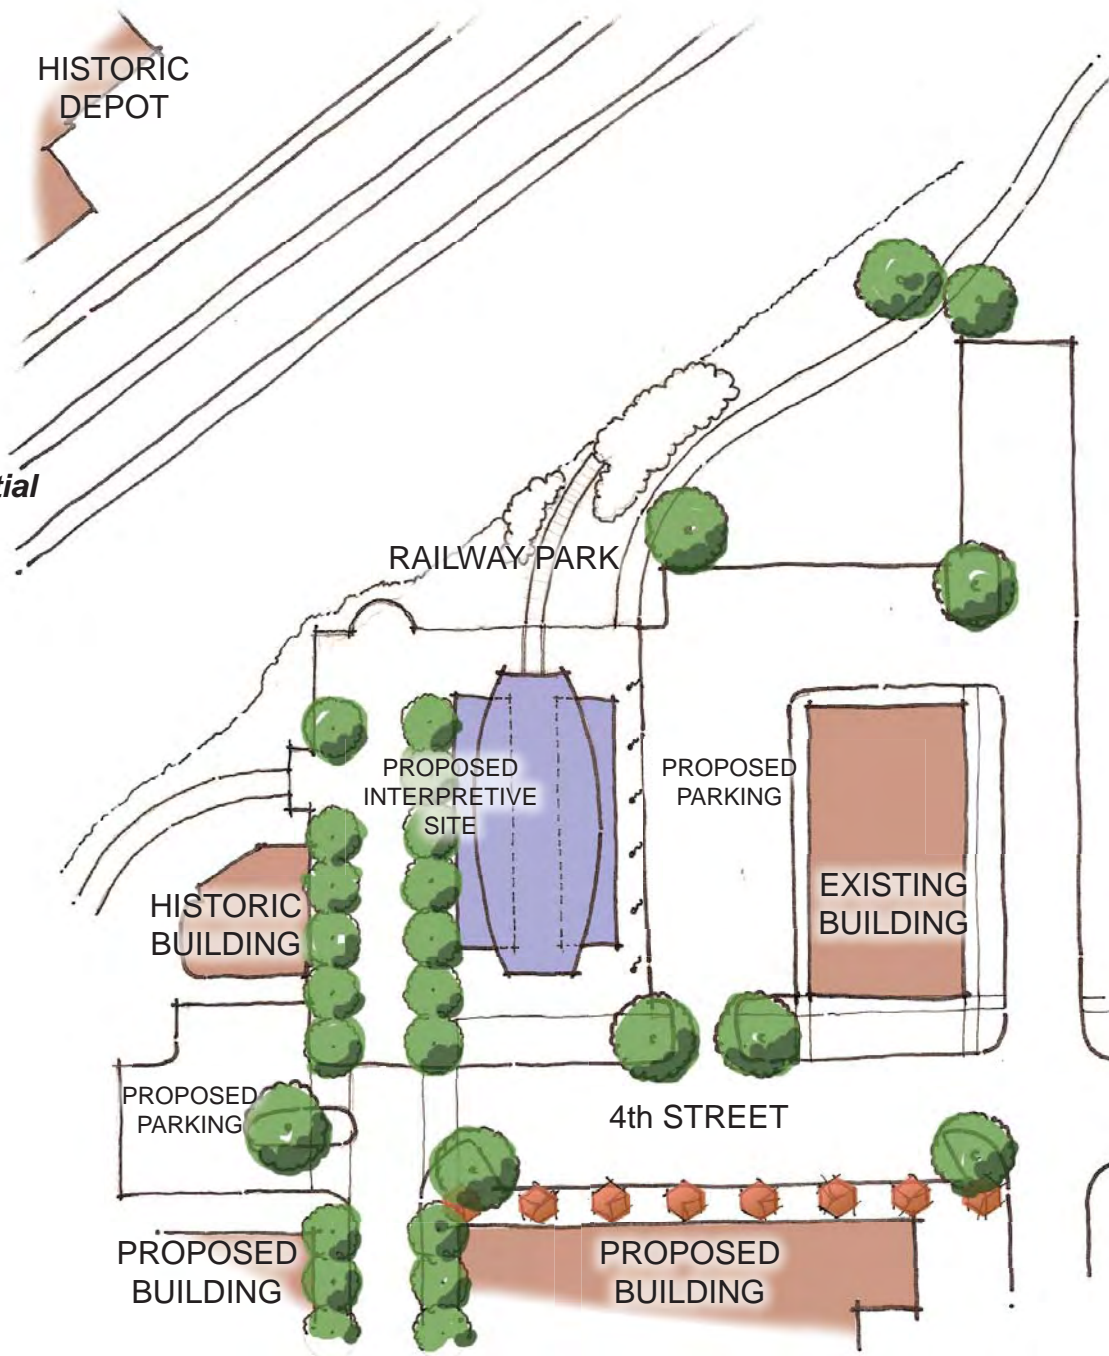 HISTORIC
DEPOT
tial
RAILWAY PARK
PROPOSED
INTERPRETIVE
SITE
PROPOSED
PARKING
HISTORIC
BUILDING
EXISTING
BUILDING
PROPOSED
PARKING
4th STREET
PROPOSED
BUILDING
PROPOSED
BUILDING